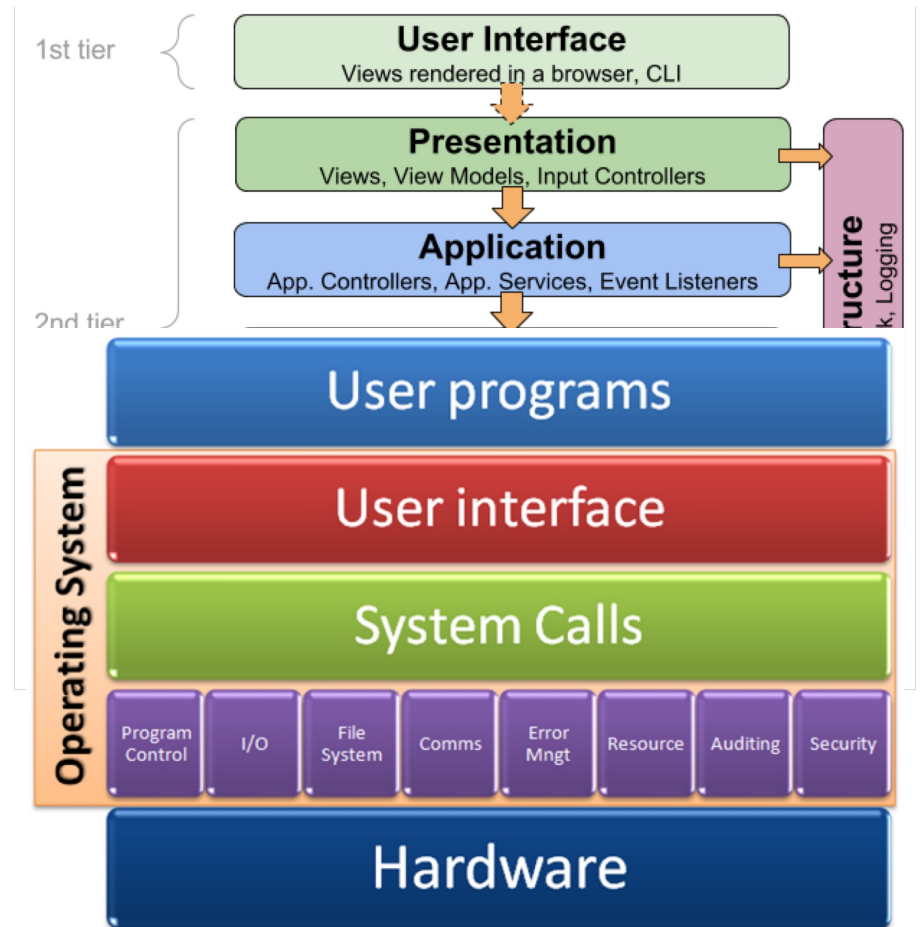 1st tier
User Interface
Views rendered in a browser, CLI
Presentation
Views, View Models, Input Controllers
Application
App. Controllers, App. Services, Event Listeners
2nd tier
Logging
User programs
Operating System
User interface
System Calls
Program
Control
I/O
File
System
Comms
Error
Mngt
Resource
Auditing
Security
Hardware